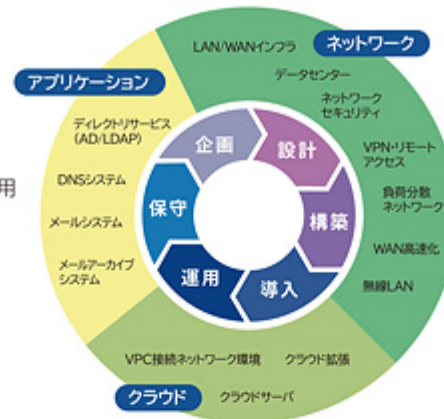 ネットワーク
LAN/WANインフラ
データセンター
ネットワーク
セキュリティ
VPN・リモート
アクセス
負荷分散
ネットワーク
WAN高速化
無線LAN
アプリケーション
ディレクトリサービス
(AD/LDAP)
DNSシステム
メールシステム
メールアーカイブ
システム
用
企画
設計
構築
導入
運用
保守
VPC接続ネットワーク環境
クラウド拡張
クラウドサーバ
クラウド